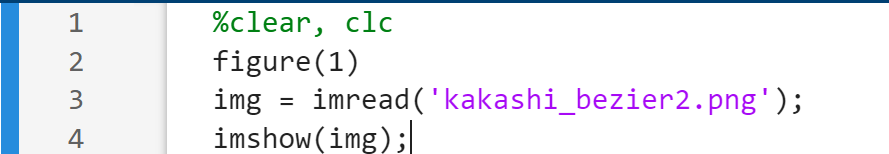 1 %clear, clc
2 figure(1)
3 img = imread('kakashi_bezier2.png');
4 imshow(img);